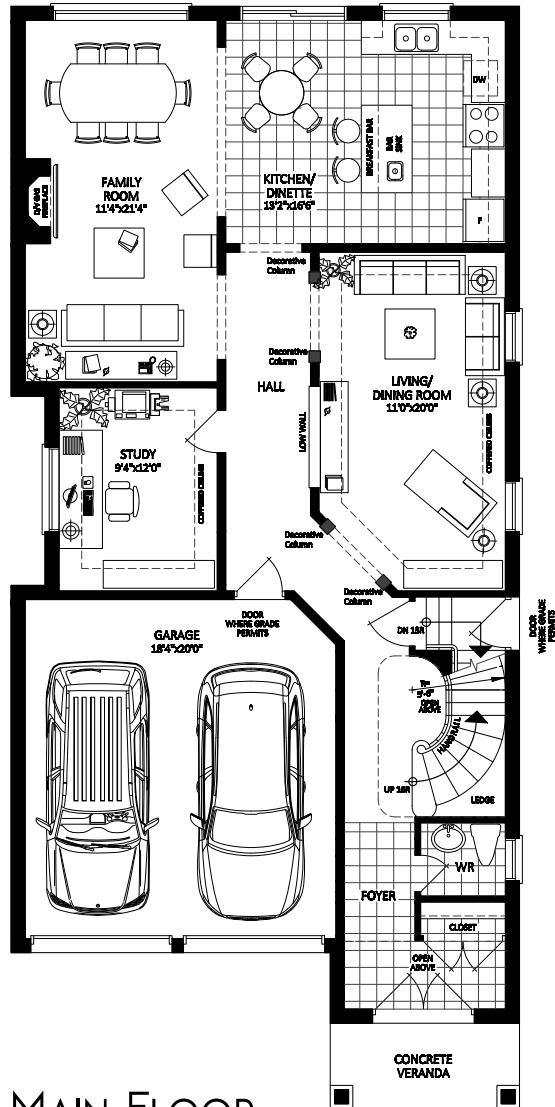 DW
BREAKFAST BAR
BAR
SINK
FAMILY
ROOM
11'4"x21'4"
KITCHEN/
DINETTE
13'2"x16'6"
D/V GAS
FIREPLACE
F
Decorative
Column
Decorative
Column
HALL
LIVING/
DINING ROOM
11'0"x20'0"
LOW WALL
COFFERED CEILING
STUDY
9'4"x12'0"
COFFERED CEILING
Decorative
Column
Decorative
Column
DOOR
WHERE GRADE
PERMITS
DOOR
WHERE GRADE
PERMITS
GARAGE
18'4"x20'0"
DN 13R
OPEN
ABOVE
HANDRAIL
UP 16R
LEDGE
WR
FOYER
CLOSET
OPEN
ABOVE
CONCRETE
VERANDA
MAIN FLOOR